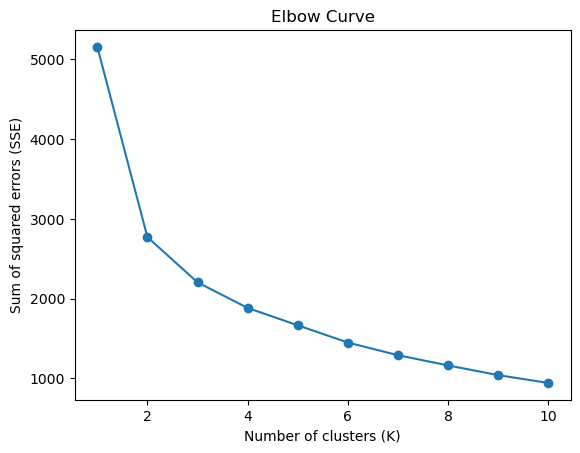 Elbow Curve
5000
4000
3000
2000
1000
Sum of squared errors (SSE)
2 4 6 8 10
Number of clusters (K)